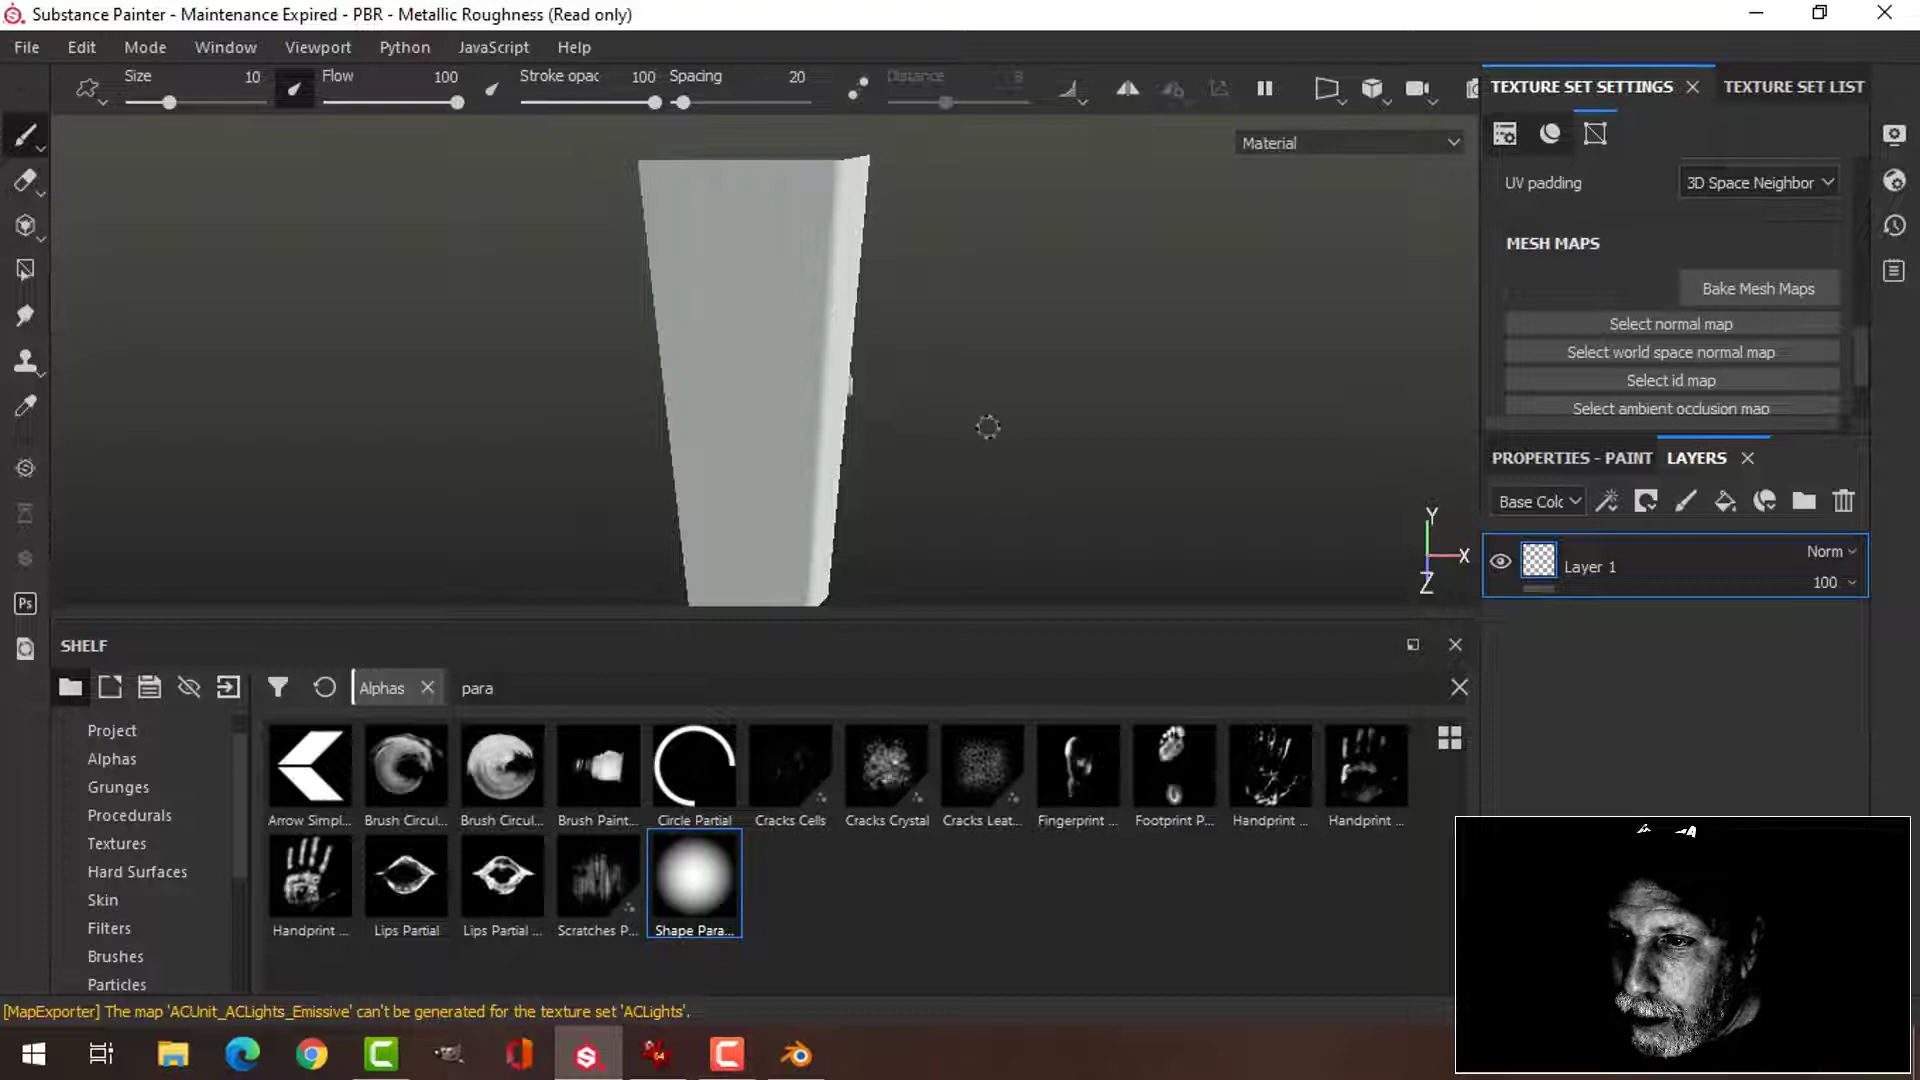 Substance Painter - Maintenance Expired - PBR - Metallic Roughness (Read only)
File Edit Mode Window Viewport Python JavaScript Help
Size 10 Flow 100 Stroke opac 100 Spacing 20 Distance 8
TEXTURE SET SETTINGS TEXTURE SET LIST
Material
UV padding 3D Space Neighbor
MESH MAPS
Bake Mesh Maps
Select normal map
Select world space normal map
Select id map
Select ambient occlusion map
PROPERTIES - PAINT LAYERS
Base Colc
Norm
Layer 1
100
Y
X
Z
Ps
SHELF
Alphas para
Project
Alphas
Grunges
Procedurals
Textures
Hard Surfaces
Skin
Filters
Brushes
Particles
Arrow Simpl... Brush Circul... Brush Circul... Brush Paint... Circle Partial Cracks Cells Cracks Crystal Cracks Leat... Fingerprint ... Footprint P... Handprint ... Handprint ...
Handprint ... Lips Partial Lips Partial ... Scratches P... Shape Para...
[MapExporter] The map 'ACUnit_ACLights_Emissive' can't be generated for the texture set 'ACLights'.
64